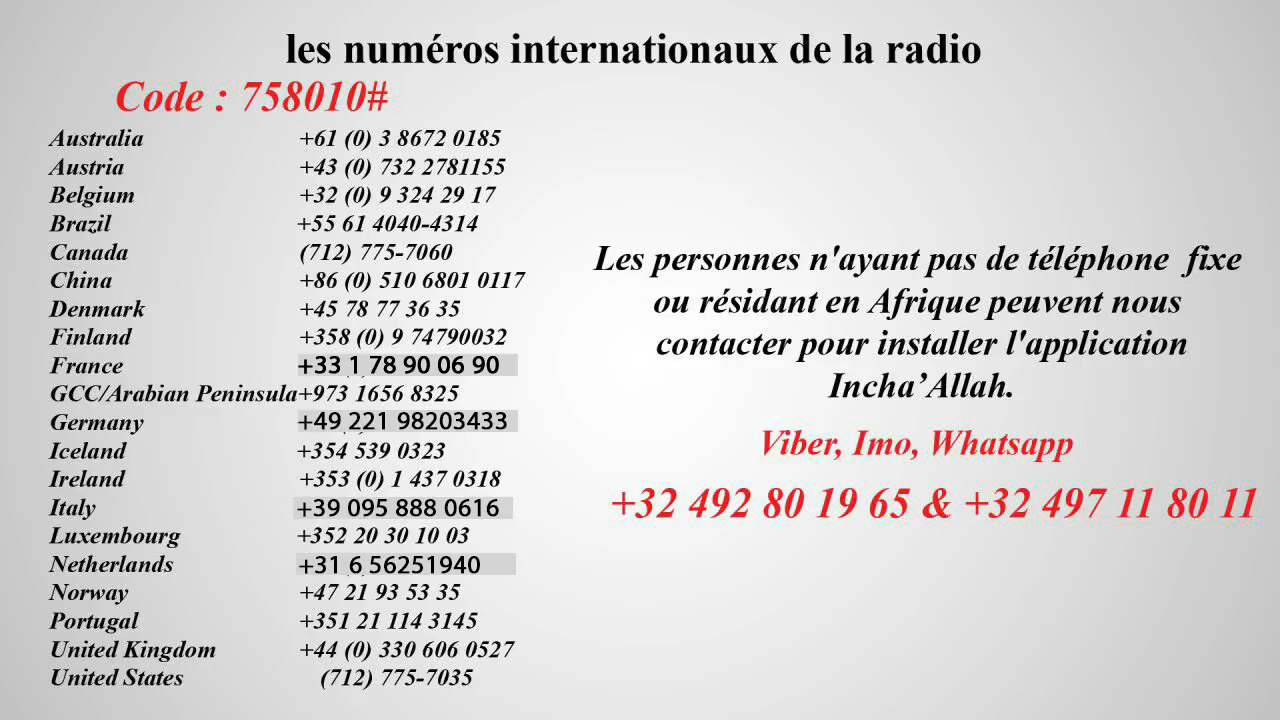 les numéros internationaux de la radio
Code : 758010#
Australia +61 (0) 3 8672 0185
Austria +43 (0) 732 2781155
Belgium +32 (0) 9 324 29 17
Brazil +55 61 4040-4314
Canada (712) 775-7060
China +86 (0) 510 6801 0117
Denmark +45 78 77 36 35
Finland +358 (0) 9 74790032
France +33 1 78 90 06 90
GCC/Arabian Peninsula +973 1656 8325
Germany +49 221 98203433
Iceland +354 539 0323
Ireland +353 (0) 1 437 0318
Italy +39 095 888 0616
Luxembourg +352 20 30 10 03
Netherlands +31 6 56251940
Norway +47 21 93 53 35
Portugal +351 21 114 3145
United Kingdom +44 (0) 330 606 0527
United States (712) 775-7035
Les personnes n'ayant pas de téléphone fixe
ou résidant en Afrique peuvent nous
contacter pour installer l'application
Incha’Allah.
Viber, Imo, Whatsapp
+32 492 80 19 65 & +32 497 11 80 11